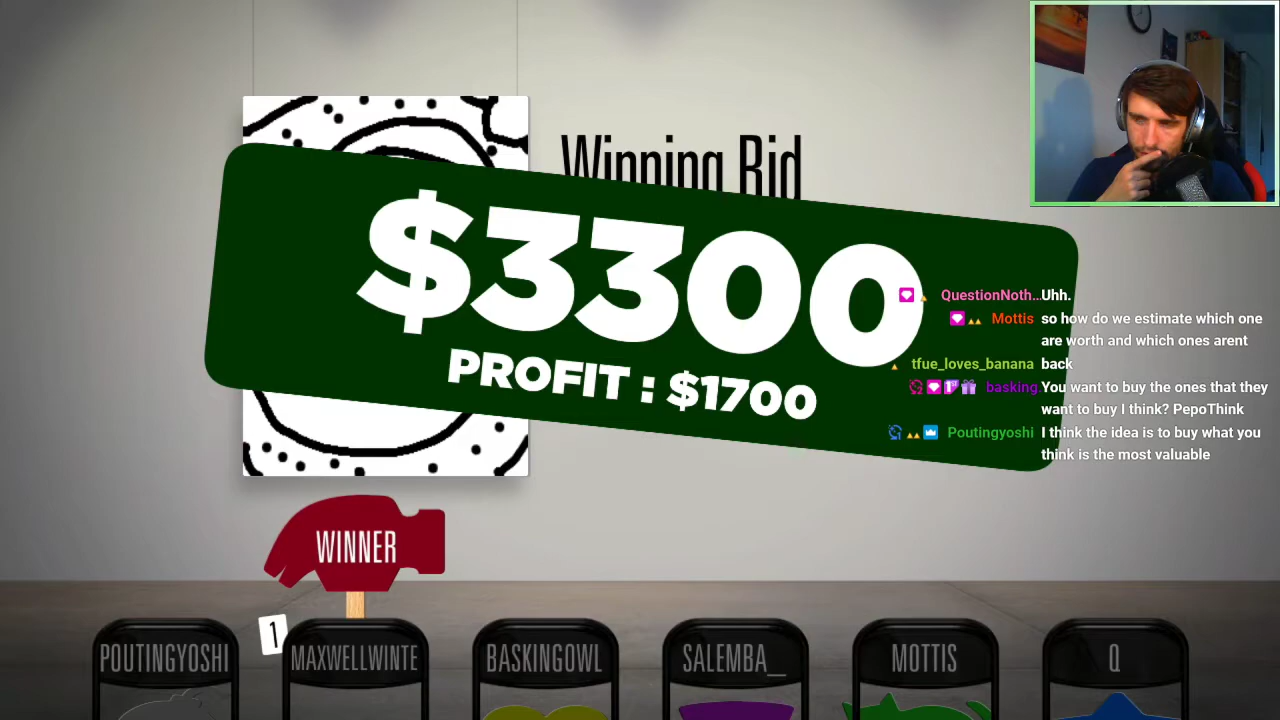 Winning Bid
$3300
PROFIT : $1700
QuestionNoth... Uhh.
Mottis so how do we estimate which one
are worth and which ones arent
tfue_loves_banana back
basking You want to buy the ones that they
want to buy I think? PepoThink
Poutingyoshi I think the idea is to buy what you
think is the most valuable
WINNER
1
POUTINGYOSHI
MAXWELLWINTE
BASKINGOWL
SALEMBA_
MOTTIS
Q